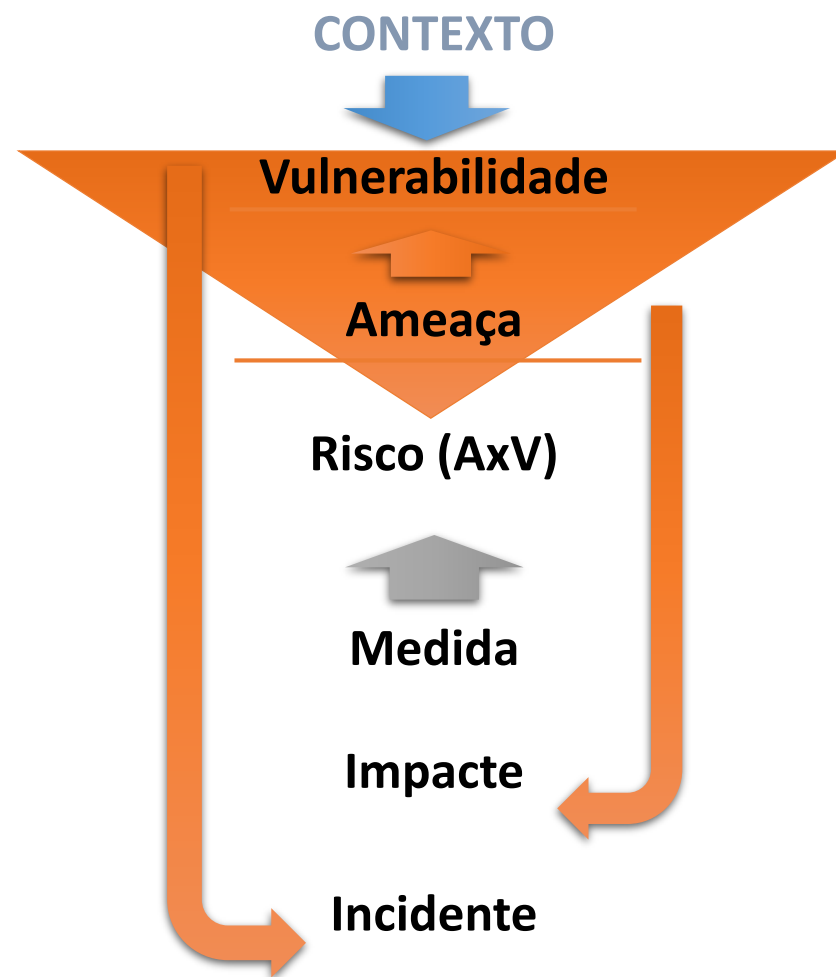 CONTEXTO
Vulnerabilidade
Ameaça
Risco (AxV)
Medida
Impacte
Incidente